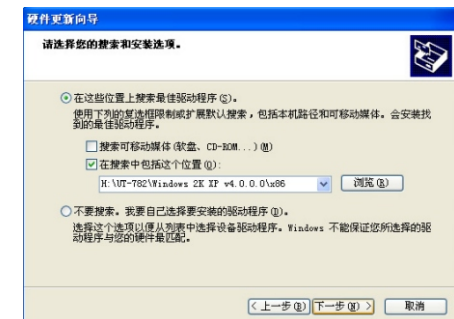 硬件更新向导
请选择您的搜索和安装选项。
在这些位置上搜索最佳驱动程序(S)。
使用下列的复选框限制或扩展默认搜索，包括本机路径和可移动媒体。会安装找
到的最佳驱动程序。
搜索可移动媒体(软盘、CD-ROM...)(M)
在搜索中包括这个位置(O):
H:\UT-782\Windows 2K XP v4.0.0.0\x86
浏览(R)
不要搜索。我要自己选择要安装的驱动程序(D)。
选择这个选项以便从列表中选择设备驱动程序。Windows 不能保证您所选择的驱
动程序与您的硬件最匹配。
< 上一步(B) 下一步(N) > 取消